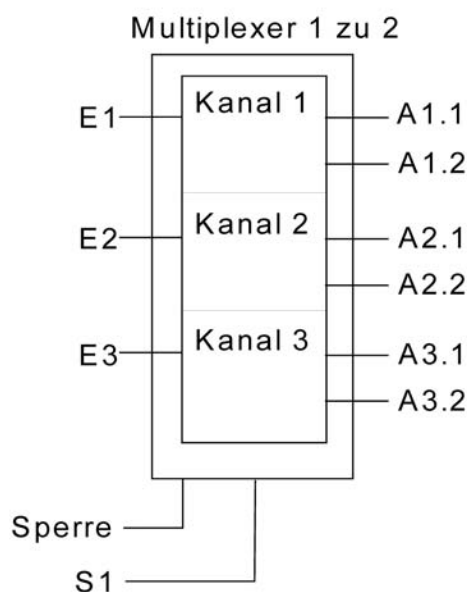 Multiplexer 1 zu 2
E1
Kanal 1
A1.1
A1.2
E2
Kanal 2
A2.1
A2.2
E3
Kanal 3
A3.1
A3.2
Sperre
S1